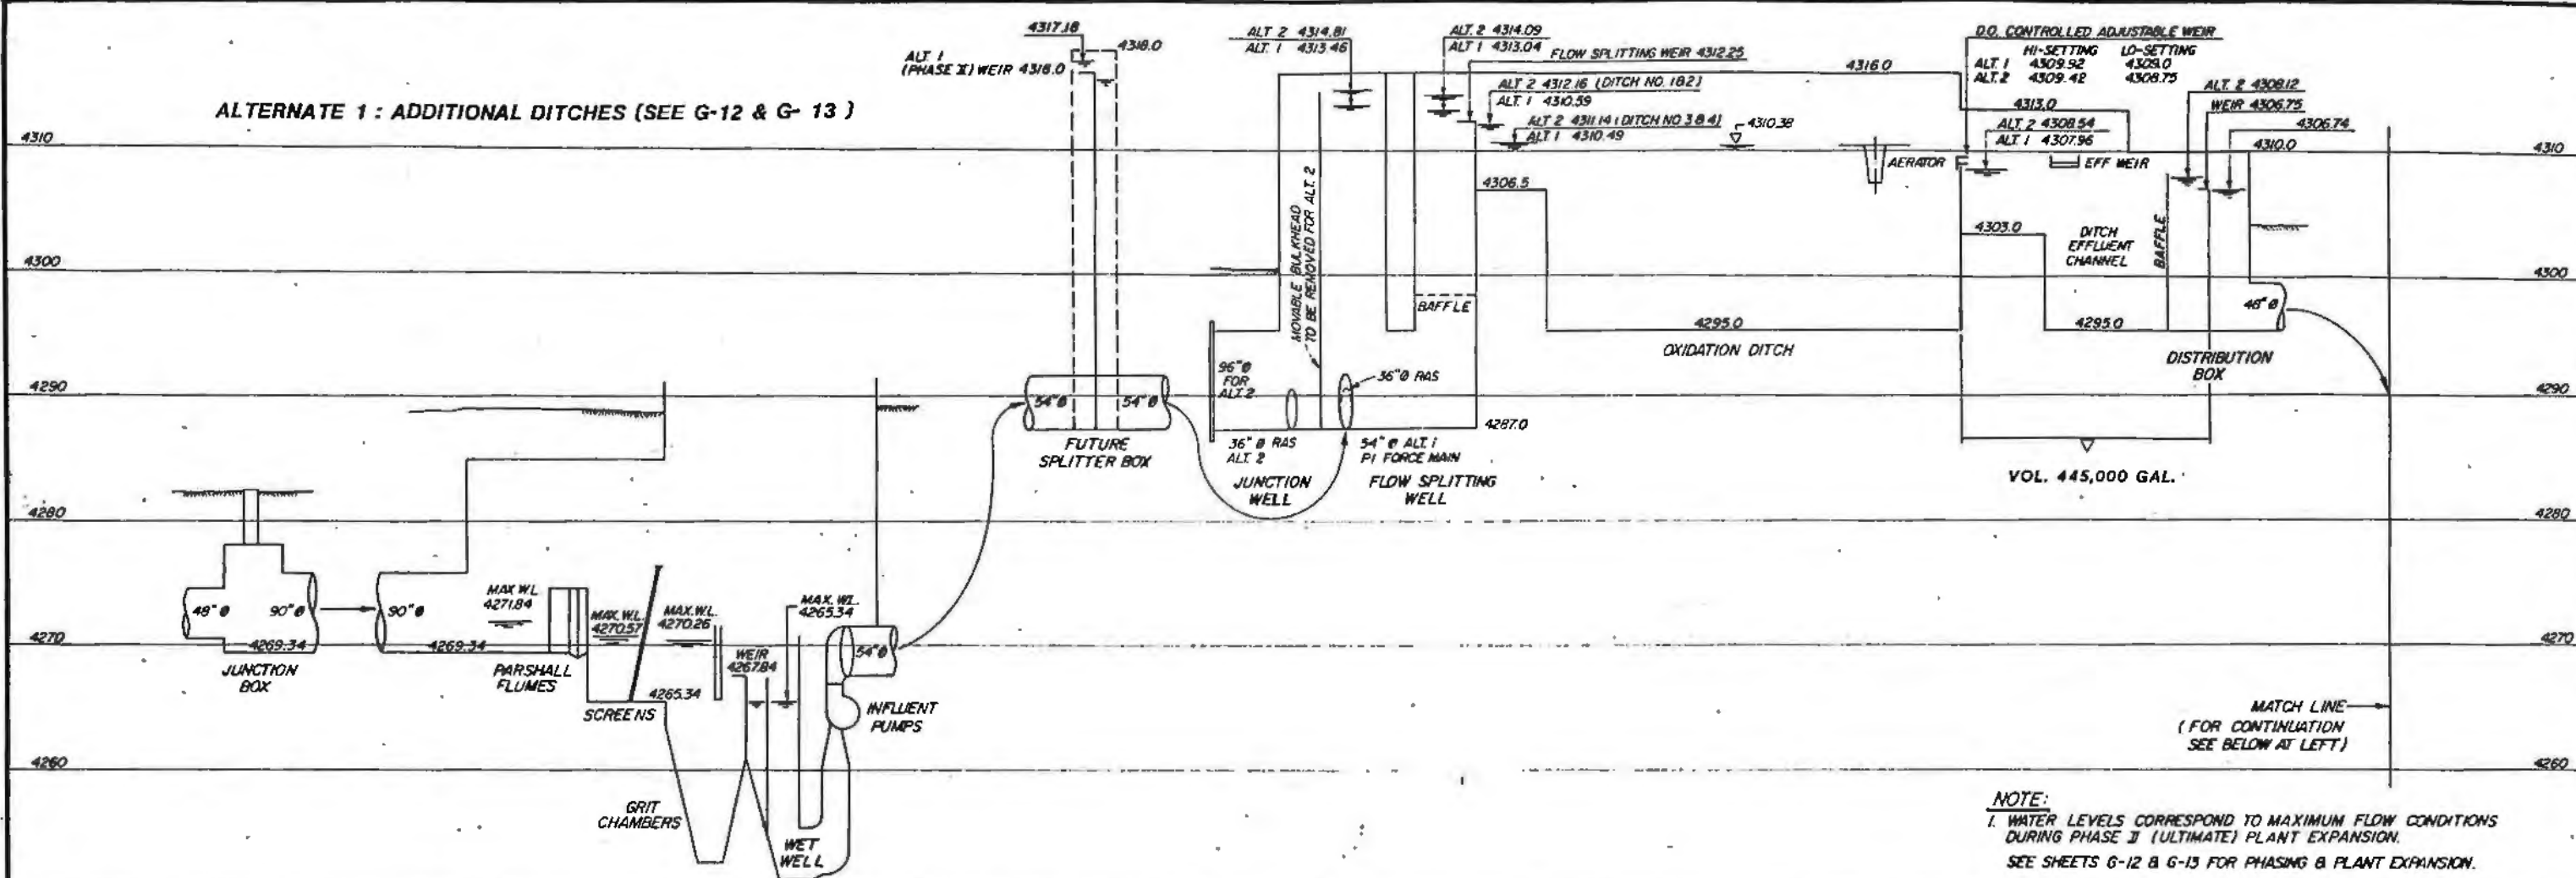 ALTERNATE 1 : ADDITIONAL DITCHES (SEE G-12 & G- 13 )
4317.18
4318.0
ALT. 1
(PHASE II) WEIR 4316.0
ALT 2 4314.81
ALT. 1 4313.46
ALT. 2 4314.09
ALT 1 4313.04
FLOW SPLITTING WEIR 4312.25
ALT 2 4312.16 (DITCH NO. 1&2)
ALT. 1 4310.59
ALT 2 4311.14 (DITCH NO 3&4)
ALT 1 4310.49
4310.38
4316.0
4313.0
D.O. CONTROLLED ADJUSTABLE WEIR
HI-SETTING LO-SETTING
ALT. 1 4309.92 4309.0
ALT. 2 4309.42 4308.75
ALT. 2 4308.54
ALT. 1 4307.96
ALT. 2 4308.12
WEIR 4306.75
4306.74
4310.0
4310
4310
AERATOR
EFF WEIR
4306.5
MOVABLE BULKHEAD
TO BE REMOVED FOR ALT. 2
4303.0
DITCH
EFFLUENT
CHANNEL
BAFFLE
4300
4300
BAFFLE
48" Ø
4295.0
4295.0
OXIDATION DITCH
DISTRIBUTION
BOX
96" Ø
FOR
ALT. 2
36" Ø RAS
4290
4290
54" Ø
54" Ø
4287.0
FUTURE
SPLITTER BOX
36" Ø RAS
ALT. 2
54" Ø ALT. 1
P1 FORCE MAIN
JUNCTION
WELL
FLOW SPLITTING
WELL
VOL. 445,000 GAL.
4280
4280
48" Ø
90" Ø
90" Ø
MAX W.L.
4271.84
MAX. W.L.
4270.57
MAX. W.L.
4270.26
MAX. W.L.
4265.34
4270
4270
4269.34
4269.34
JUNCTION
BOX
PARSHALL
FLUMES
WEIR
4267.84
54" Ø
4265.34
SCREENS
INFLUENT
PUMPS
MATCH LINE
(FOR CONTINUATION
SEE BELOW AT LEFT)
4260
4260
GRIT
CHAMBERS
WET
WELL
NOTE:
1. WATER LEVELS CORRESPOND TO MAXIMUM FLOW CONDITIONS
DURING PHASE II (ULTIMATE) PLANT EXPANSION.
SEE SHEETS G-12 & G-13 FOR PHASING & PLANT EXPANSION.